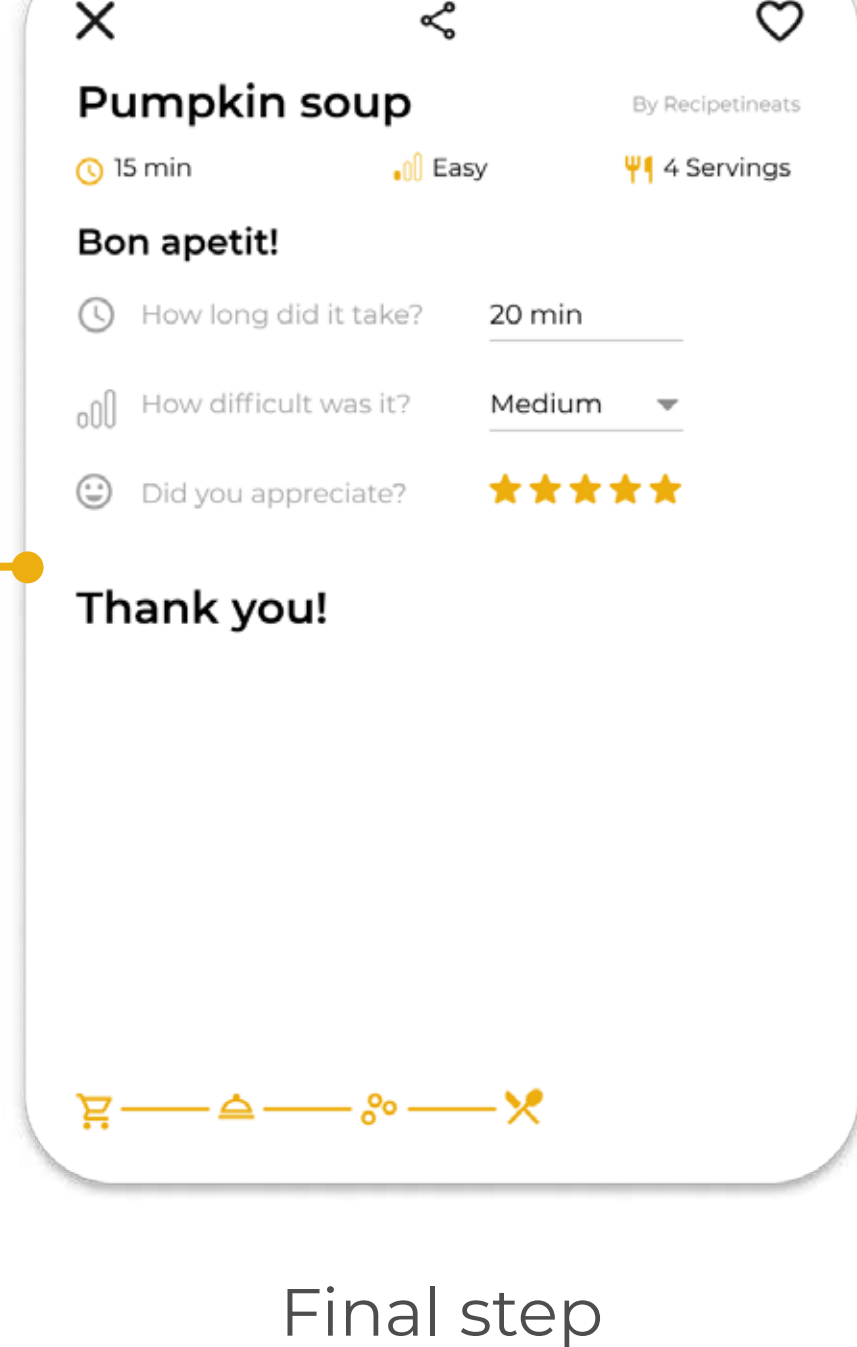 Pumpkin soup
By Recipetineats
15 min
Easy
4 Servings
Bon apetit!
How long did it take?
20 min
How difficult was it?
Medium
Did you appreciate?
Thank you!
Final step